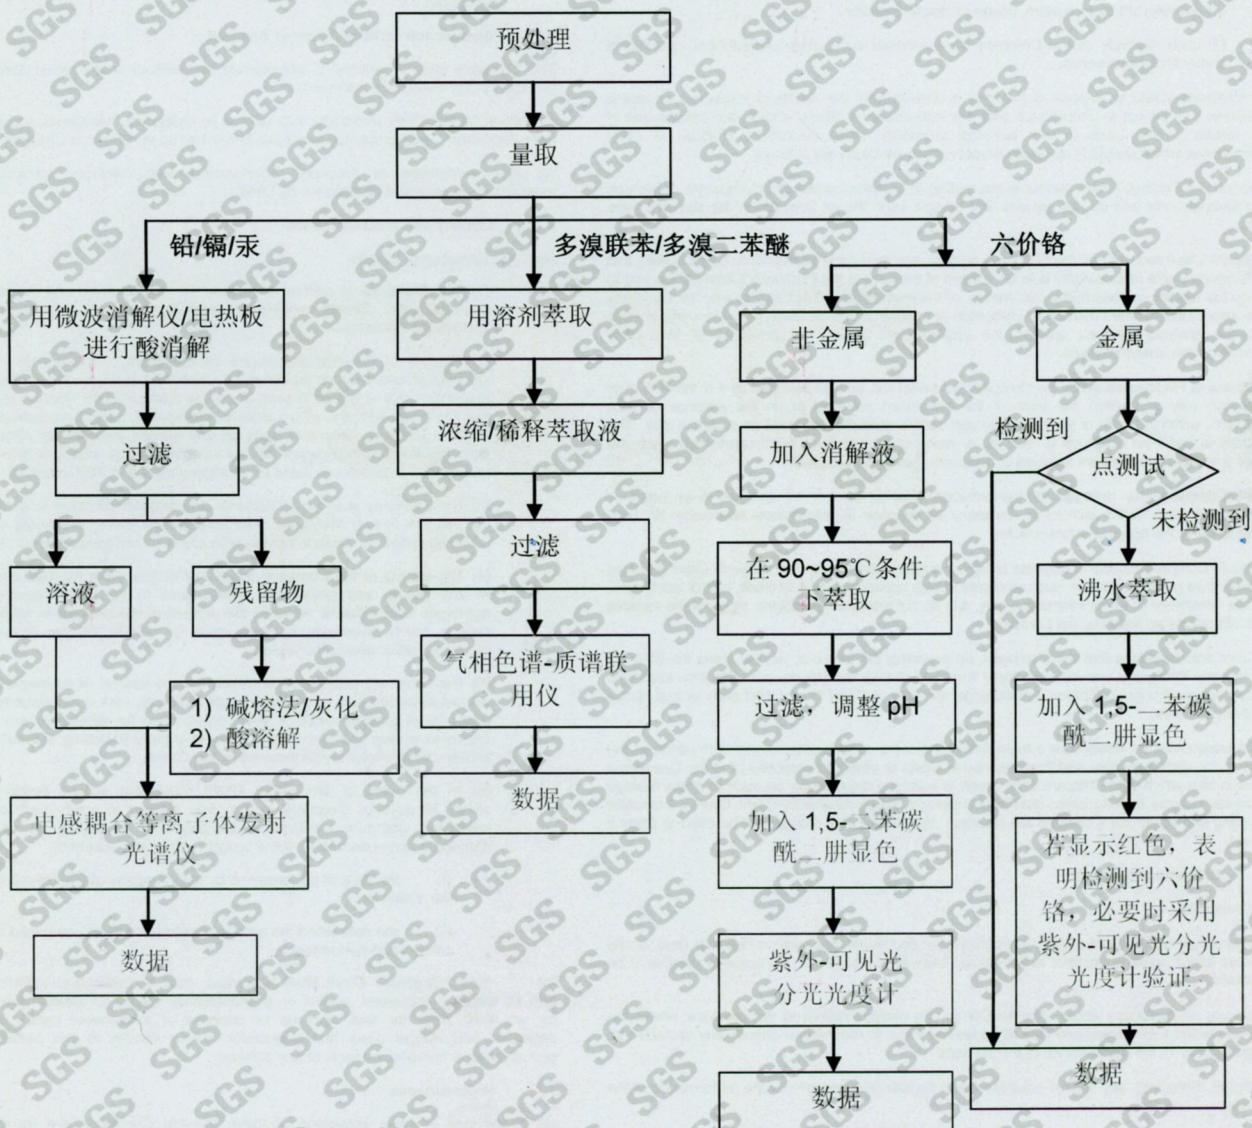 预处理
量取
铅/镉/汞
多溴联苯/多溴二苯醚
六价铬
用微波消解仪/电热板
进行酸消解
过滤
溶液
残留物
1) 碱熔法/灰化
2) 酸溶解
电感耦合等离子体发射
光谱仪
数据
用溶剂萃取
浓缩/稀释萃取液
过滤
气相色谱-质谱联
用仪
数据
非金属
加入消解液
在 90~95℃条件
下萃取
过滤，调整 pH
加入 1,5-二苯碳
酰二肼显色
紫外-可见光
分光光度计
数据
金属
检测到
点测试
未检测到
沸水萃取
加入 1,5-二苯碳
酰二肼显色
若显示红色，表
明检测到六价
铬，必要时采用
紫外-可见光分光
光度计验证
数据
SGS